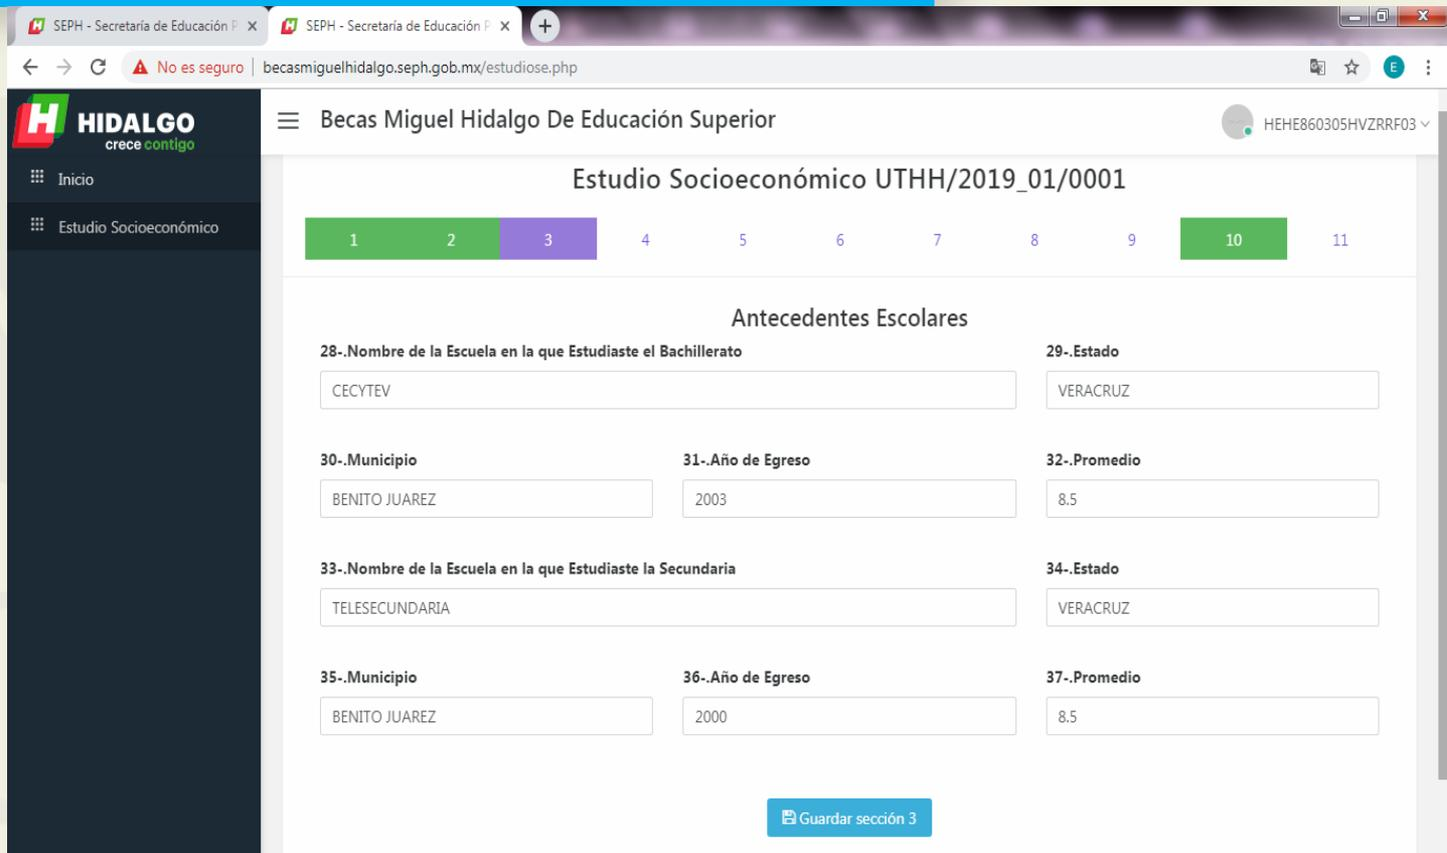 SEPH - Secretaría de Educación P
SEPH - Secretaría de Educación P
No es seguro
becasmiguelhidalgo.seph.gob.mx/estudiose.php
E
H HIDALGO
crece contigo
Becas Miguel Hidalgo De Educación Superior
HEHE860305HVZRRF03
Inicio
Estudio Socioeconómico
Estudio Socioeconómico UTHH/2019_01/0001
1 2 3 4 5 6 7 8 9 10 11
Antecedentes Escolares
28-.Nombre de la Escuela en la que Estudiaste el Bachillerato 29-.Estado
CECYTEV VERACRUZ
30-.Municipio 31-.Año de Egreso 32-.Promedio
BENITO JUAREZ 2003 8.5
33-.Nombre de la Escuela en la que Estudiaste la Secundaria 34-.Estado
TELESECUNDARIA VERACRUZ
35-.Municipio 36-.Año de Egreso 37-.Promedio
BENITO JUAREZ 2000 8.5
Guardar sección 3